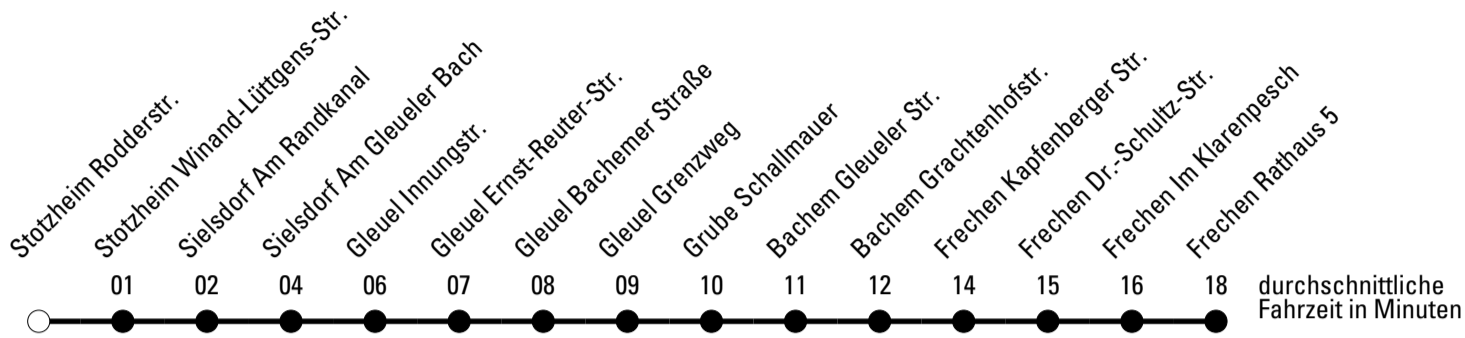 Stotzheim Rodderstr.
Stotzheim Winand-Lüttgens-Str.
Sielsdorf Am Randkanal
Sielsdorf Am Gleueler Bach
Gleuel Innungstr.
Gleuel Ernst-Reuter-Str.
Gleuel Bachemer Straße
Gleuel Grenzweg
Grube Schallmauer
Bachem Gleueler Str.
Bachem Grachtenhofstr.
Frechen Kapfenberger Str.
Frechen Dr.-Schultz-Str.
Frechen Im Klarenpesch
Frechen Rathaus 5
01 02 04 06 07 08 09 10 11 12 14 15 16 18
durchschnittliche
Fahrzeit in Minuten